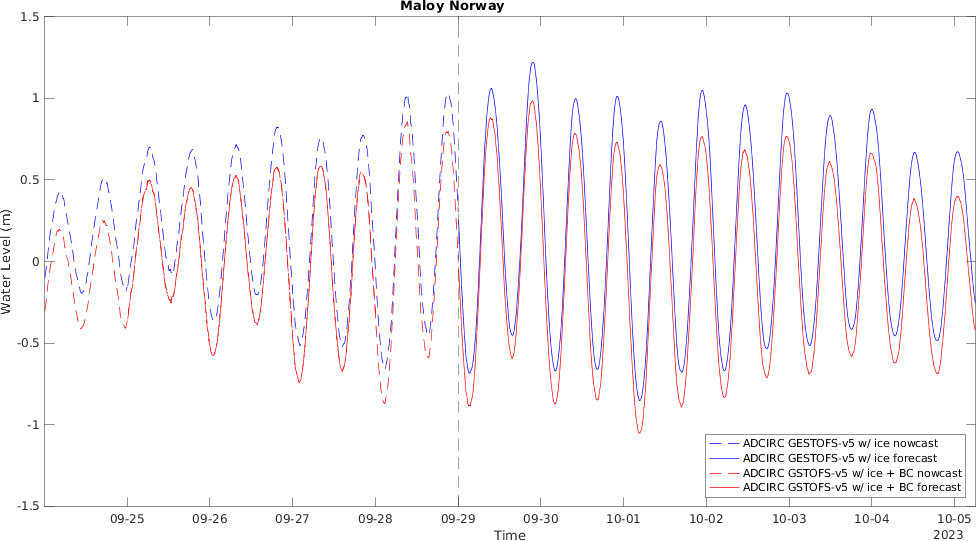 Maloy Norway
1.5
1
0.5
0
-0.5
-1
-1.5
Water Level (m)
ADCIRC GESTOFS-v5 w/ ice nowcast
ADCIRC GESTOFS-v5 w/ ice forecast
ADCIRC GSTOFS-v5 w/ ice + BC nowcast
ADCIRC GSTOFS-v5 w/ ice + BC forecast
09-25 09-26 09-27 09-28 09-29 09-30 10-01 10-02 10-03 10-04 10-05
Time
2023